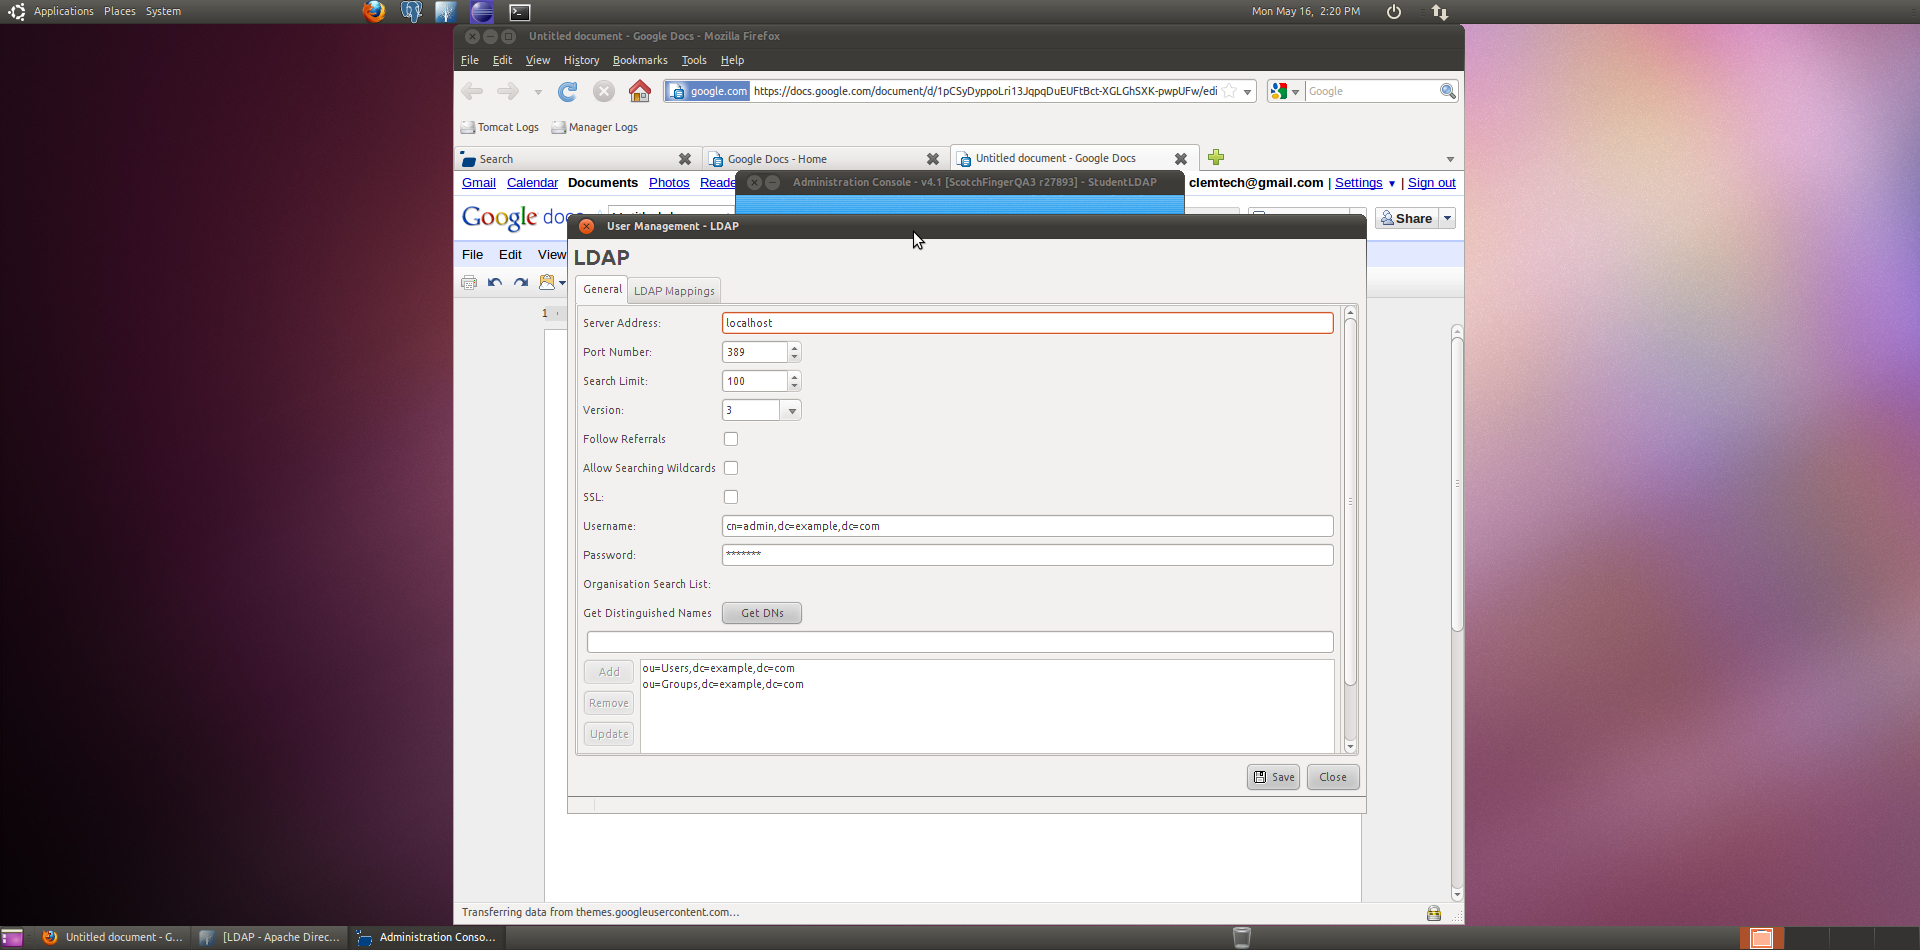 Applications Places System
Mon May 16, 2:20 PM
Untitled document - Google Docs - Mozilla Firefox
File Edit View History Bookmarks Tools Help
google.com https://docs.google.com/document/d/1pCSyDyppoLri13JqpqDuEUFtBct-XGLGhSXK-pwpUFw/edi
Google
Tomcat Logs Manager Logs
Search
Google Docs - Home
Untitled document - Google Docs
Gmail Calendar Documents Photos Reade
Administration Console - v4.1 [ScotchFingerQA3 r27893] - StudentLDAP
clemtech@gmail.com | Settings ▼ | Sign out
Google doc
Share
User Management - LDAP
File Edit View
LDAP
General LDAP Mappings
1
Server Address: localhost
Port Number: 389
Search Limit: 100
Version: 3
Follow Referrals
Allow Searching Wildcards
SSL:
Username: cn=admin,dc=example,dc=com
Password: *******
Organisation Search List:
Get Distinguished Names Get DNs
Add
ou=Users,dc=example,dc=com
ou=Groups,dc=example,dc=com
Remove
Update
Save Close
Transferring data from themes.googleusercontent.com...
Untitled document - G...
[LDAP - Apache Direc...
Administration Conso...